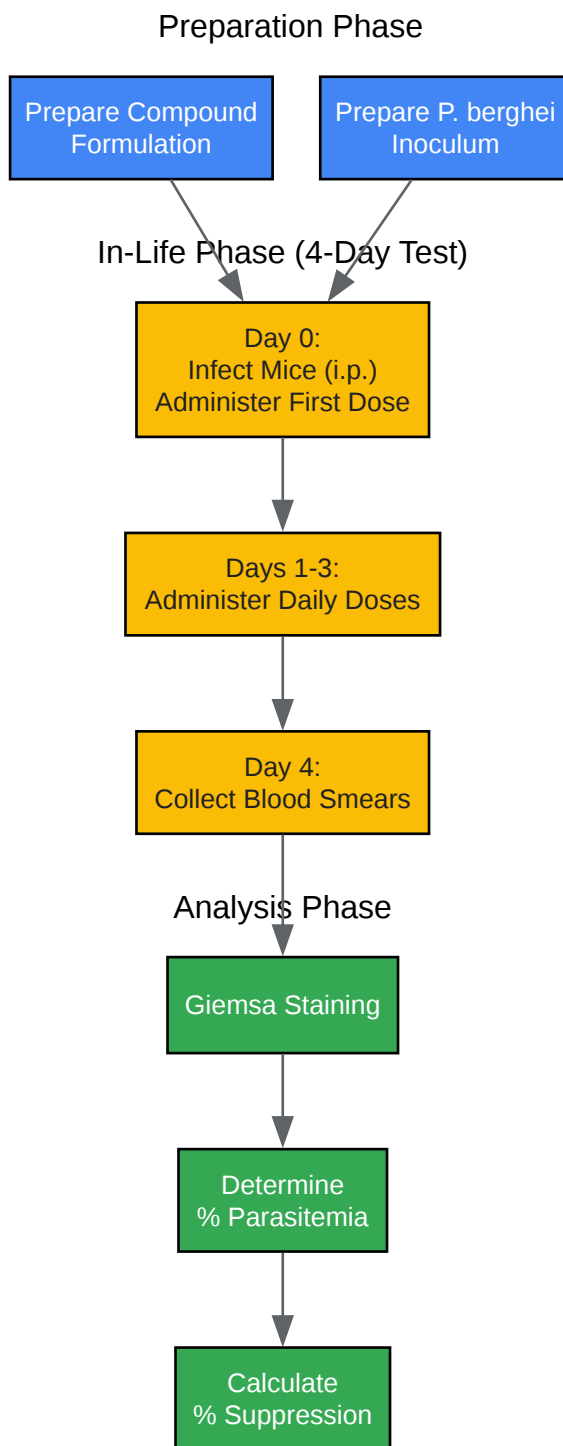 Preparation Phase
Prepare Compound
Formulation
Prepare P. berghei
Inoculum
In-Life Phase (4-Day Test)
Day 0:
Infect Mice (i.p.)
Administer First Dose
Days 1-3:
Administer Daily Doses
Day 4:
Collect Blood Smears
Analysis Phase
Giemsa Staining
Determine
% Parasitemia
Calculate
% Suppression